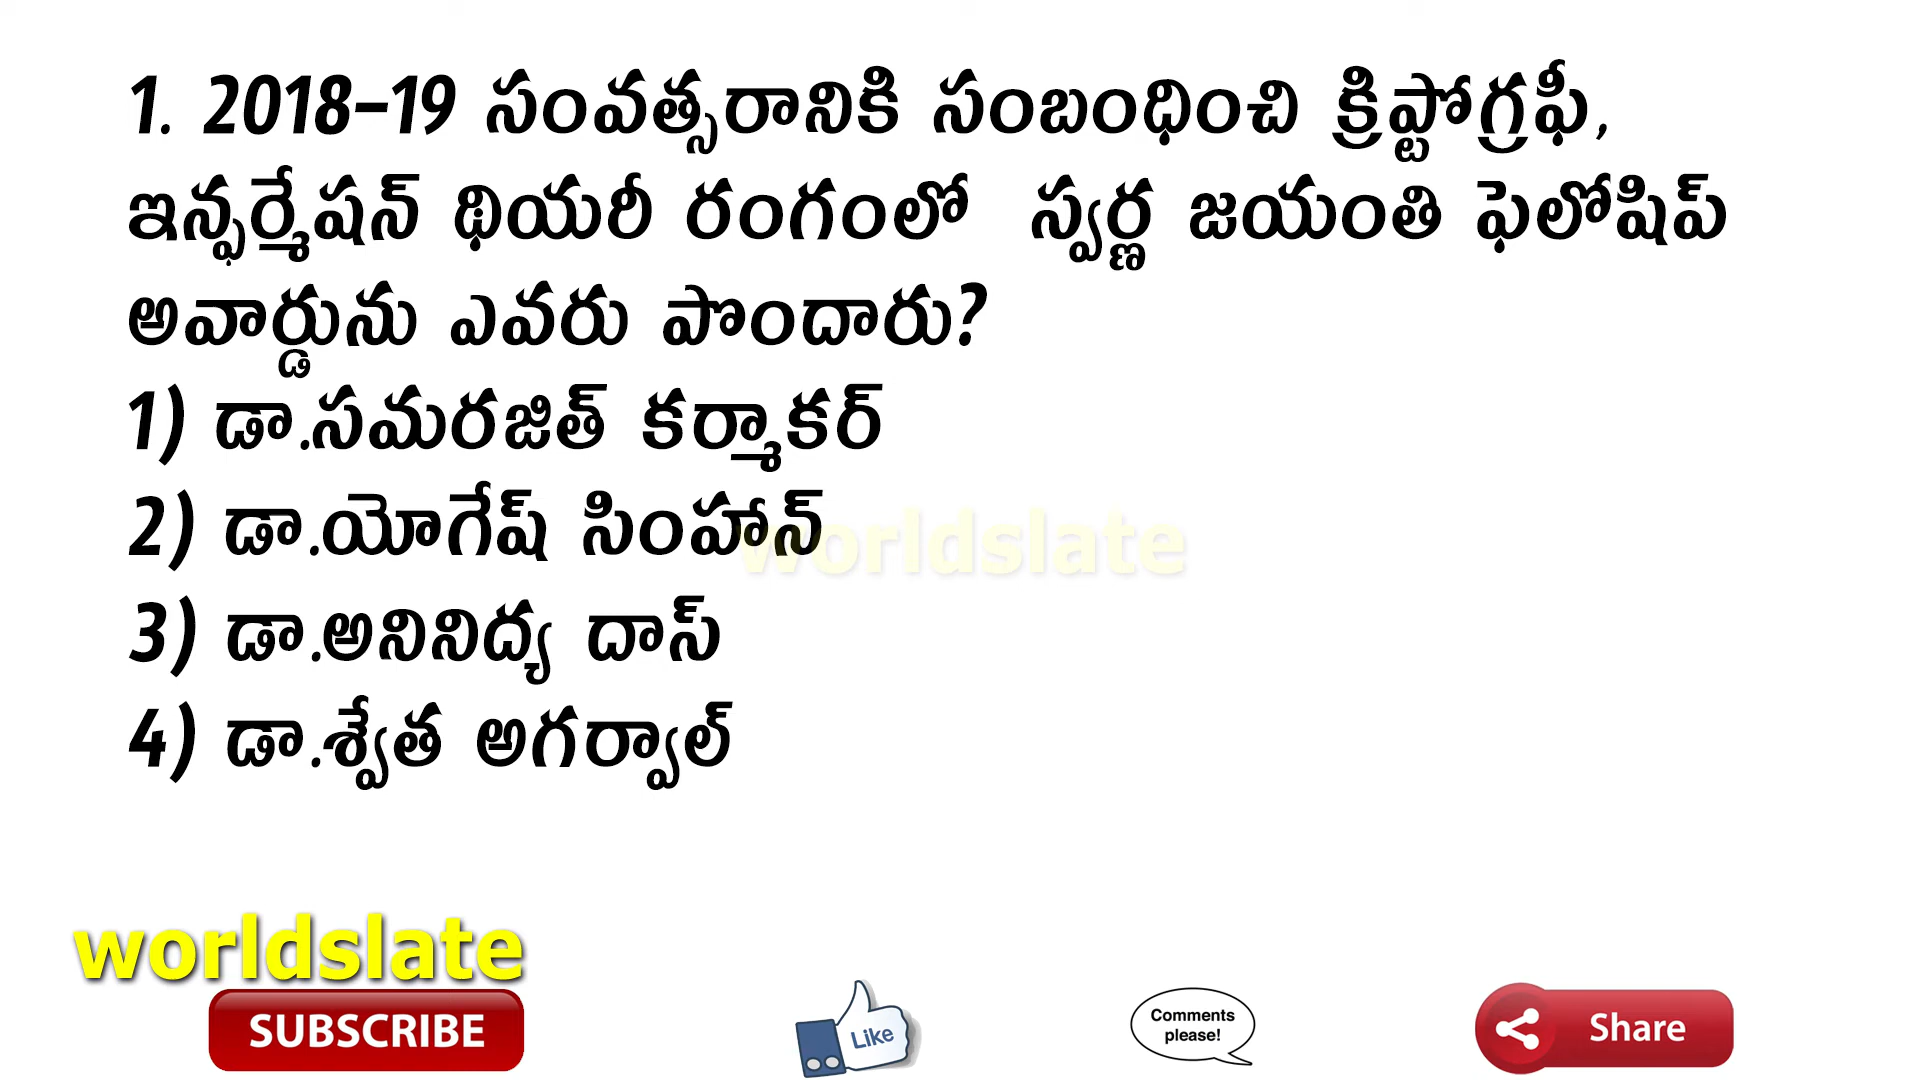 1. 2018-19 సంవత్సరానికి సంబంధించి క్రిప్టోగ్రఫీ,
ఇన్ఫర్మేషన్ థియరీ రంగంలో స్వర్ణ జయంతి ఫెలోషిప్
అవార్డును ఎవరు పొందారు?
1) డా.సమరజిత్ కర్మాకర్
2) డా.యోగేష్ సింహాన్
3) డా.అనినిద్య దాస్
4) డా.శ్వేత అగర్వాల్
worldslate
worldslate
SUBSCRIBE
Like
Comments
please!
Share